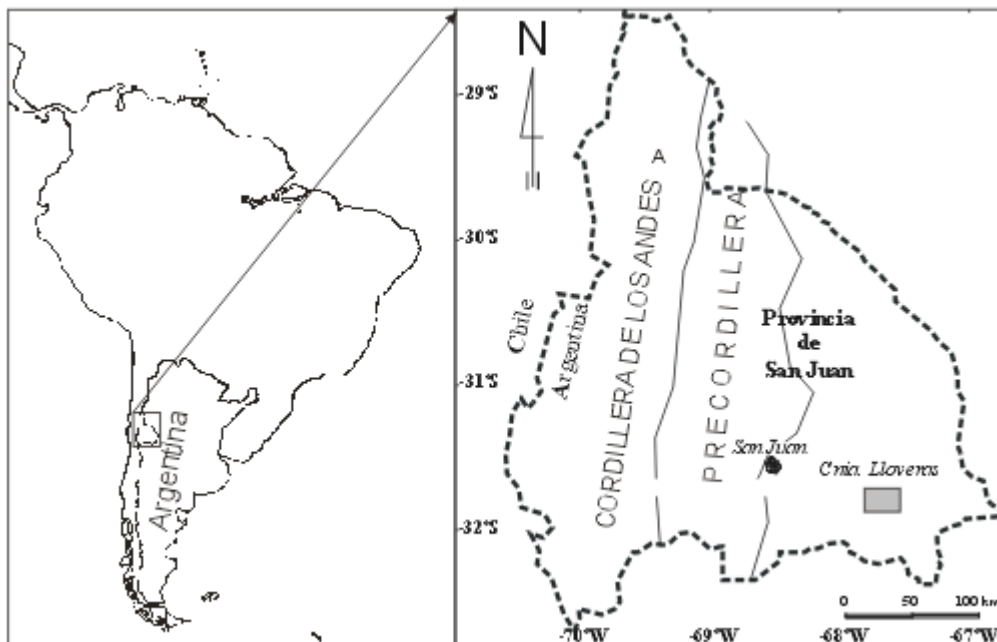 Argentina
N
-29°S
-30°S
-31°S
-32°S
A
CORDILLERA DE LOS ANDES
PRECORDILLERA
Chile
Argentina
Provincia
de
San Juan
San Juan
Cnia. Lloveras
0 50 100 km
-70°W -69°W -68°W -67°W